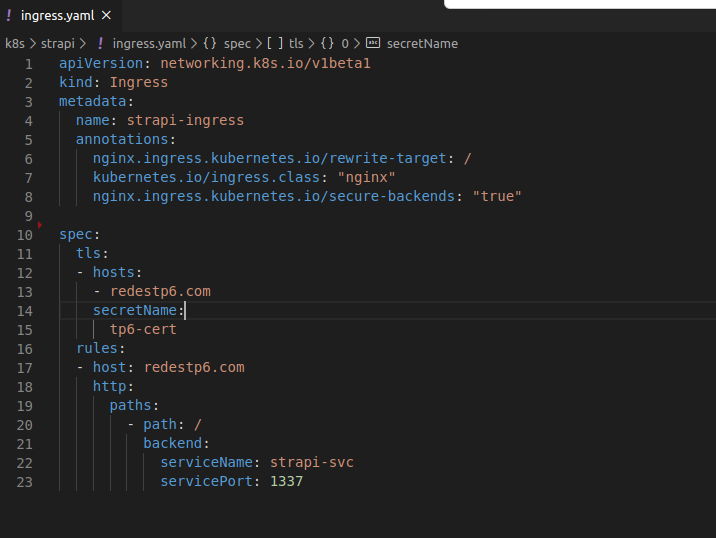 ! ingress.yaml ×
k8s > strapi > ! ingress.yaml > {} spec > [ ] tls > {} 0 > abc secretName
1 apiVersion: networking.k8s.io/v1beta1
2 kind: Ingress
3 metadata:
4   name: strapi-ingress
5   annotations:
6     nginx.ingress.kubernetes.io/rewrite-target: /
7     kubernetes.io/ingress.class: "nginx"
8     nginx.ingress.kubernetes.io/secure-backends: "true"
9
10 spec:
11   tls:
12   - hosts:
13     - redestp6.com
14     secretName:
15       tp6-cert
16   rules:
17   - host: redestp6.com
18     http:
19       paths:
20         - path: /
21           backend:
22             serviceName: strapi-svc
23             servicePort: 1337